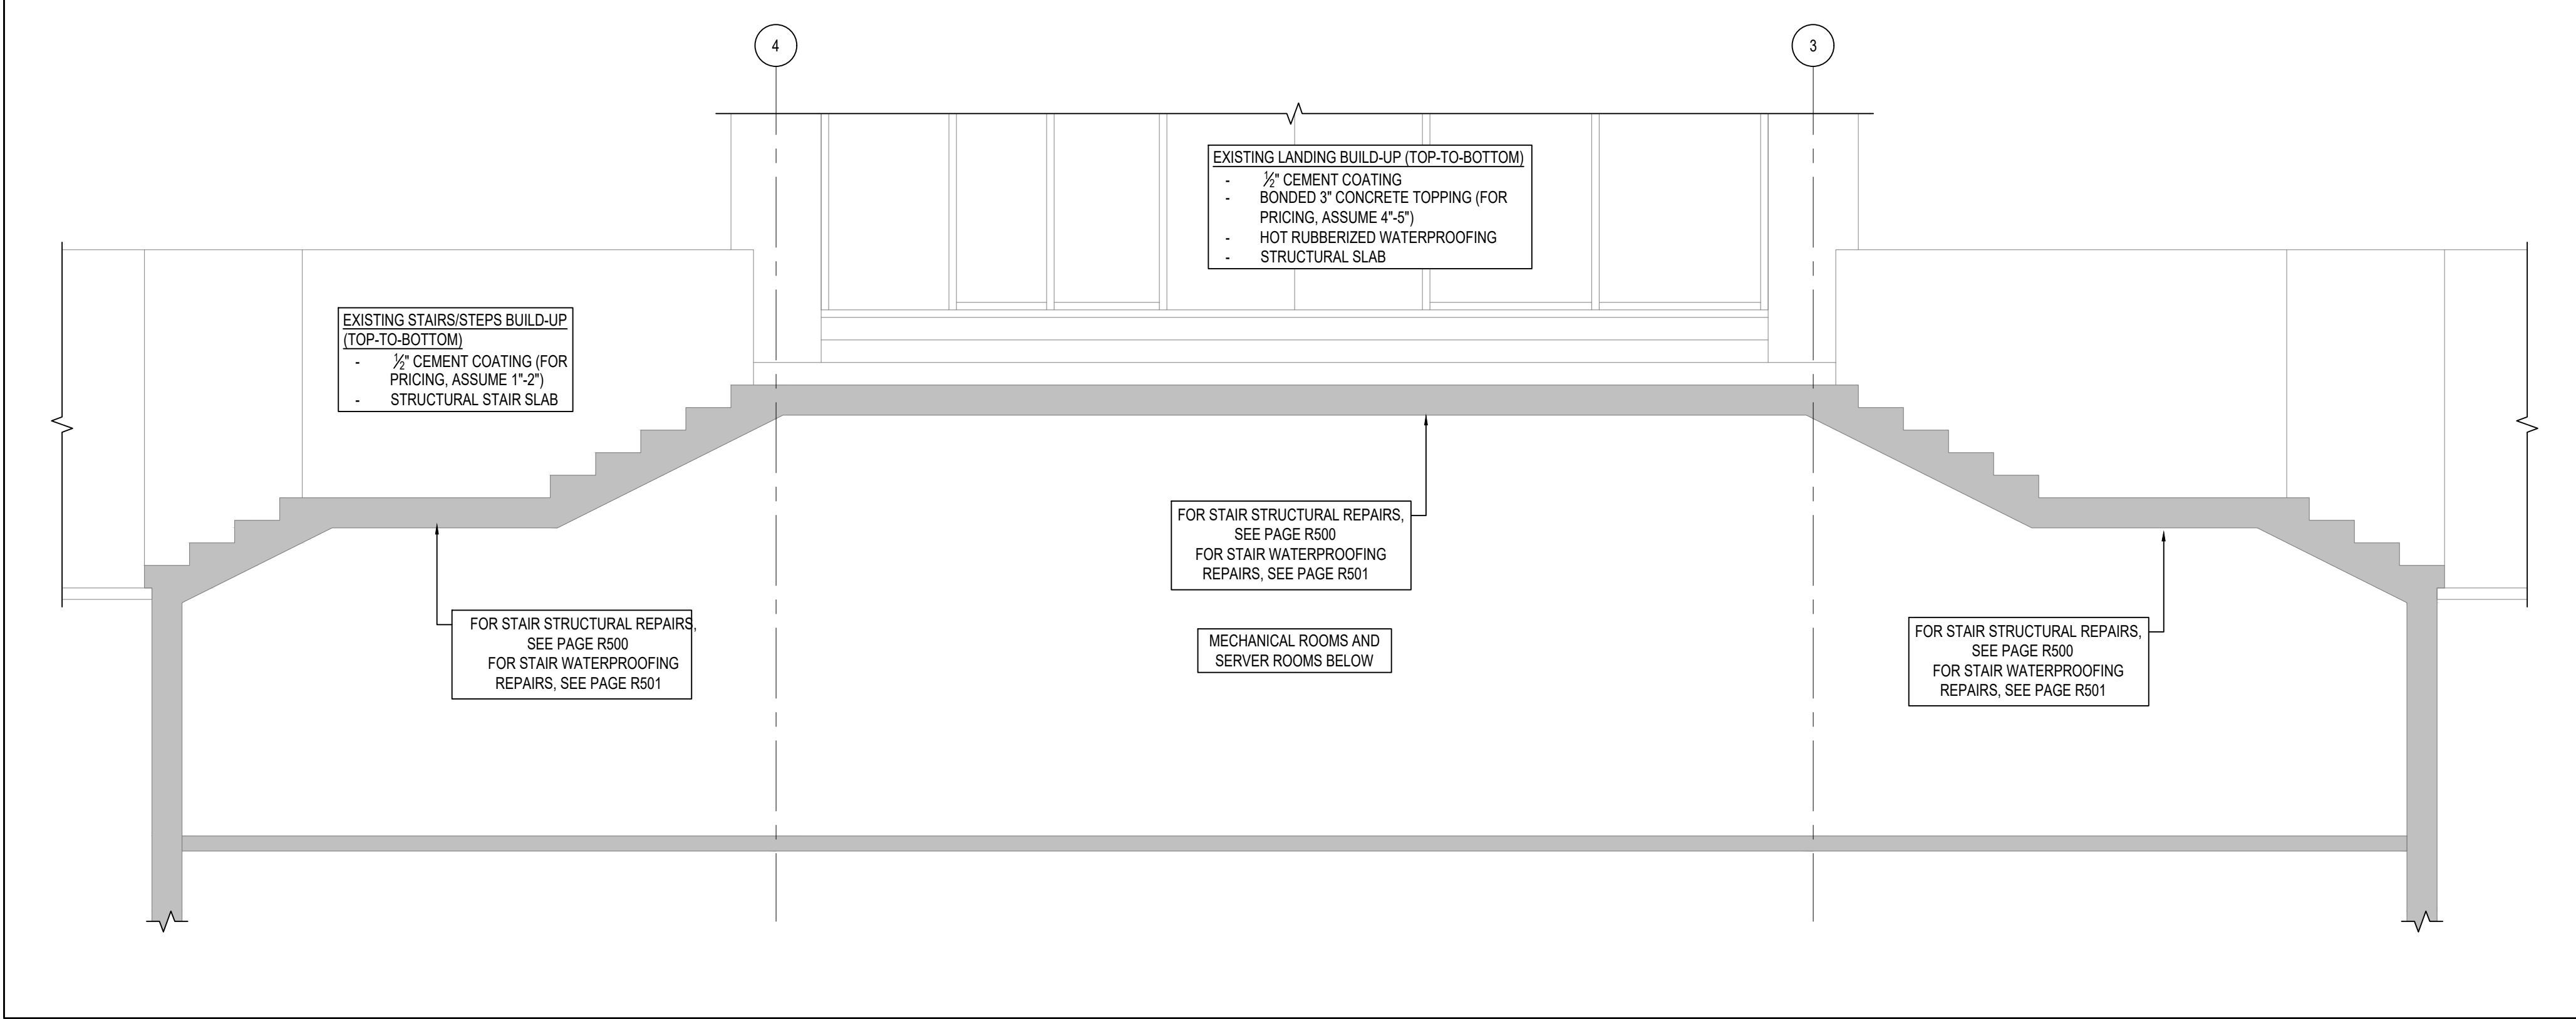 4
3
EXISTING LANDING BUILD-UP (TOP-TO-BOTTOM)
- ½" CEMENT COATING
- BONDED 3" CONCRETE TOPPING (FOR
PRICING, ASSUME 4"-5")
- HOT RUBBERIZED WATERPROOFING
- STRUCTURAL SLAB
EXISTING STAIRS/STEPS BUILD-UP
(TOP-TO-BOTTOM)
- ½" CEMENT COATING (FOR
PRICING, ASSUME 1"-2")
- STRUCTURAL STAIR SLAB
FOR STAIR STRUCTURAL REPAIRS,
SEE PAGE R500
FOR STAIR WATERPROOFING
REPAIRS, SEE PAGE R501
FOR STAIR STRUCTURAL REPAIRS,
SEE PAGE R500
FOR STAIR WATERPROOFING
REPAIRS, SEE PAGE R501
MECHANICAL ROOMS AND
SERVER ROOMS BELOW
FOR STAIR STRUCTURAL REPAIRS,
SEE PAGE R500
FOR STAIR WATERPROOFING
REPAIRS, SEE PAGE R501